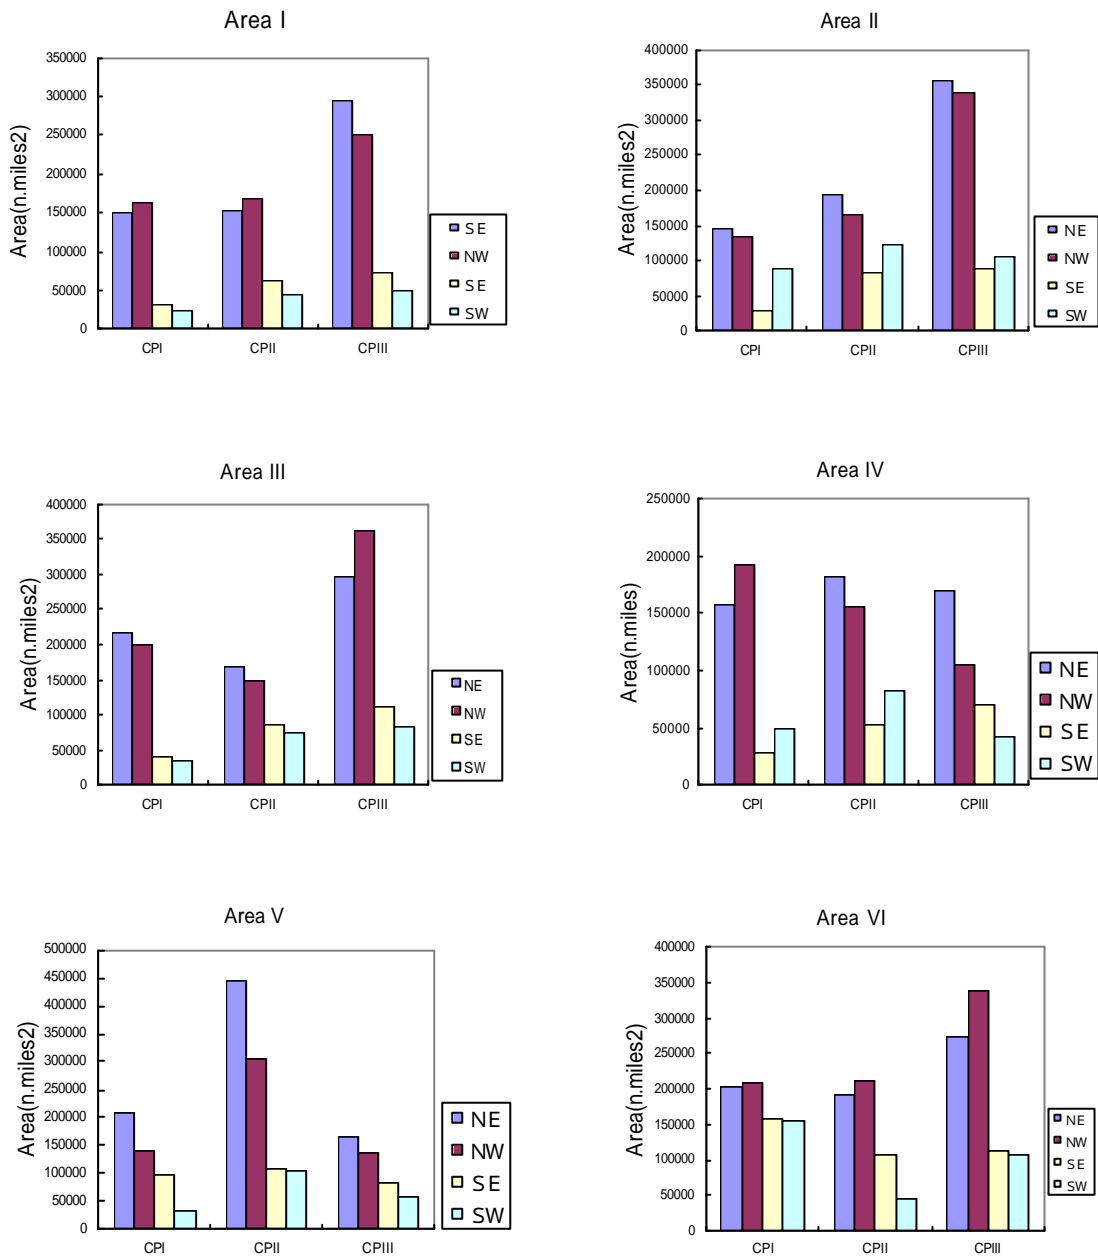 Area I
Area(n.miles2)
350000
300000
250000
200000
150000
100000
50000
0
CPI CPII CPIII
SE
NW
SE
SW
Area II
Area(n.miles2)
400000
350000
300000
250000
200000
150000
100000
50000
0
CPI CPII CPIII
NE
NW
SE
SW
Area III
Area(n.miles2)
400000
350000
300000
250000
200000
150000
100000
50000
0
CPI CPII CPIII
NE
NW
SE
SW
Area IV
Area(n.miles)
250000
200000
150000
100000
50000
0
CPI CPII CPIII
NE
NW
SE
SW
Area V
Area(n.miles2)
500000
450000
400000
350000
300000
250000
200000
150000
100000
50000
0
CPI CPII CPIII
NE
NW
SE
SW
Area VI
Area(n.miles2)
400000
350000
300000
250000
200000
150000
100000
50000
0
CPI CPII CPIII
NE
NW
SE
SW